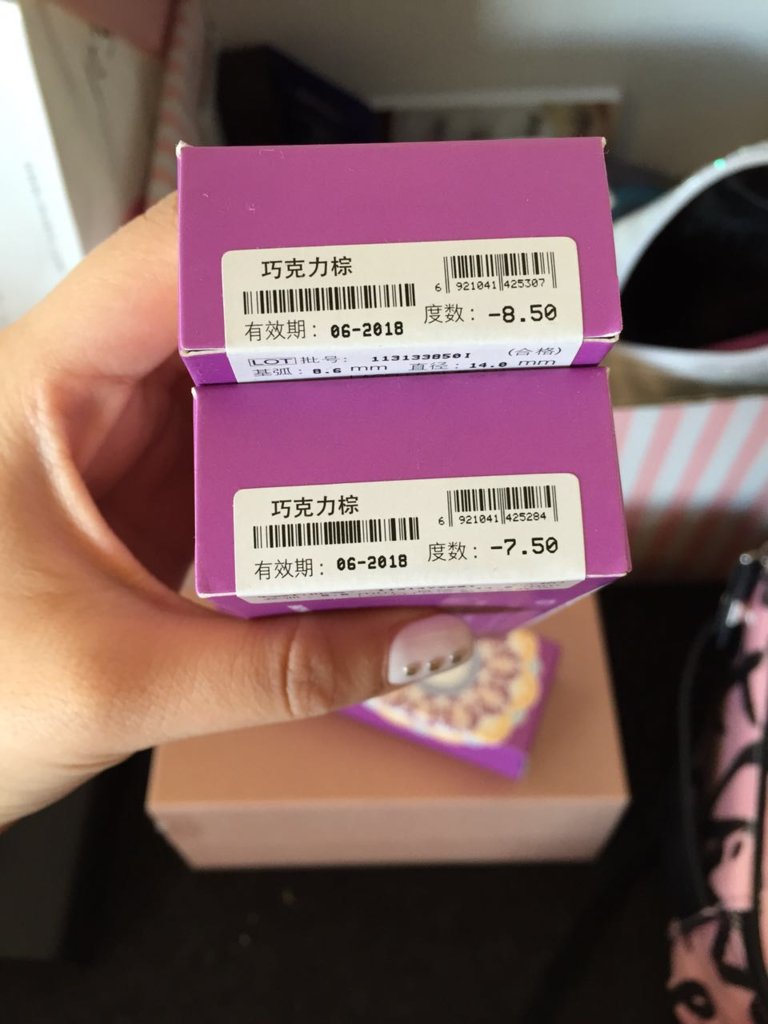 巧克力棕
6 921041 425307
有效期： 06-2018 度数： -8.50
LOT 批号： 113133850I (合格)
基弧： 8.6 mm 直径： 14.0 mm
巧克力棕
6 921041 425284
有效期： 06-2018 度数： -7.50